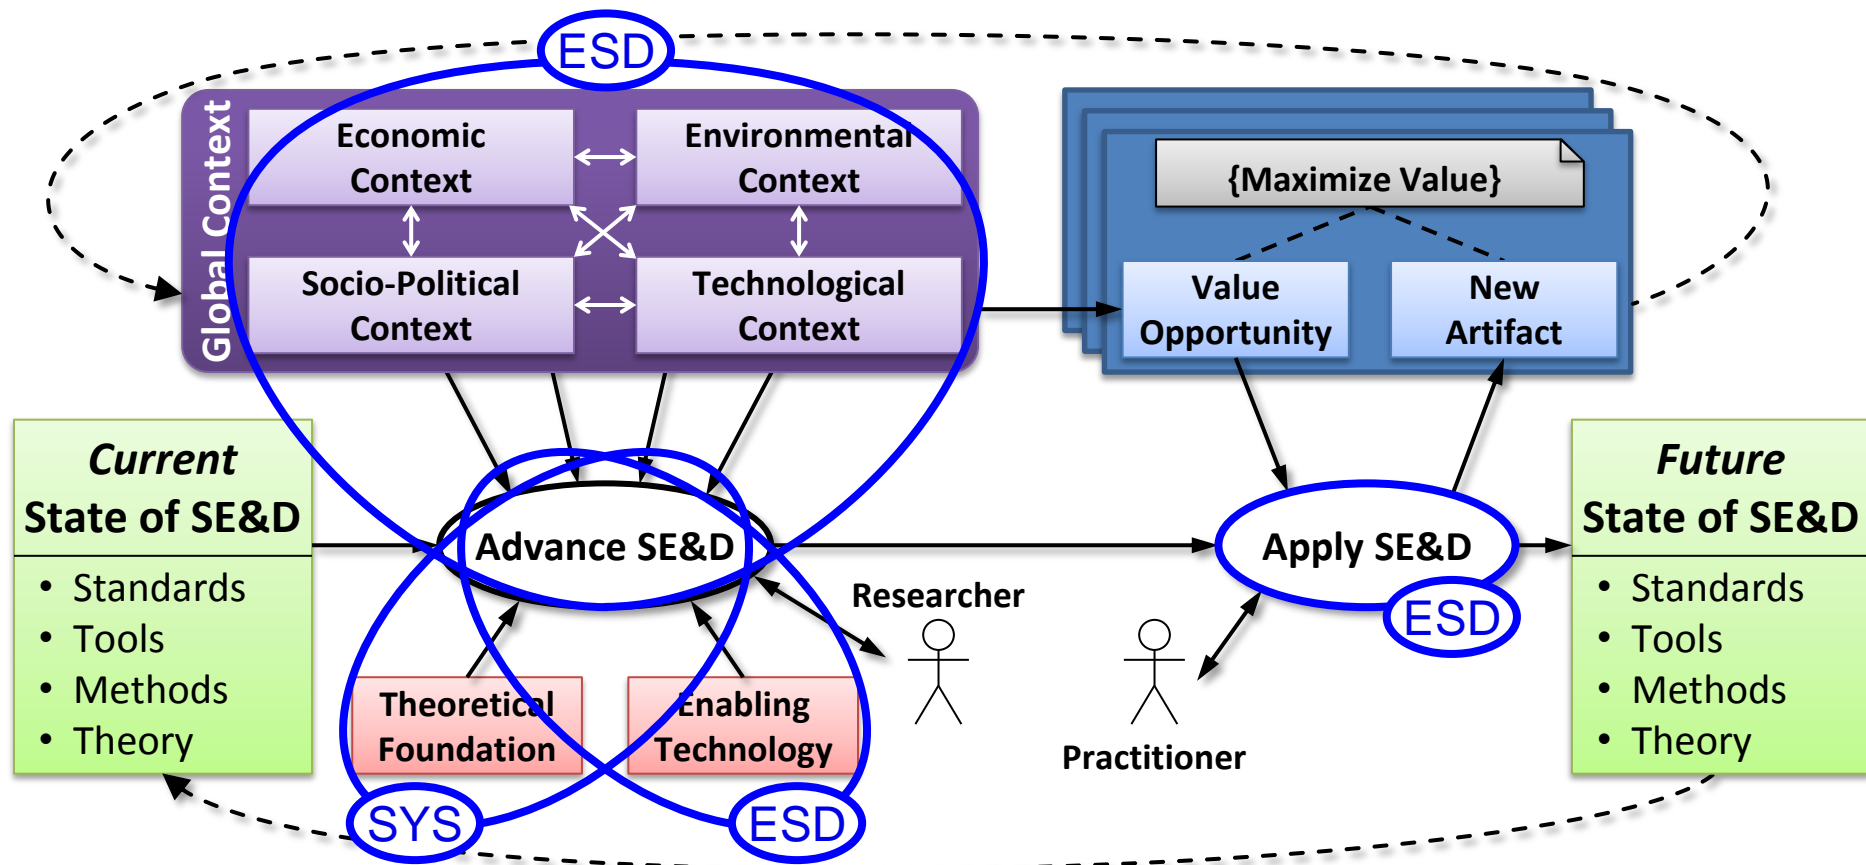 ESD
Global Context
Economic
Context
Environmental
Context
Socio-Political
Context
Technological
Context
{Maximize Value}
Value
Opportunity
New
Artifact
Current
State of SE&D
• Standards
• Tools
• Methods
• Theory
Advance SE&D
Apply SE&D
ESD
Researcher
Practitioner
Theoretical
Foundation
Enabling
Technology
SYS
ESD
Future
State of SE&D
• Standards
• Tools
• Methods
• Theory